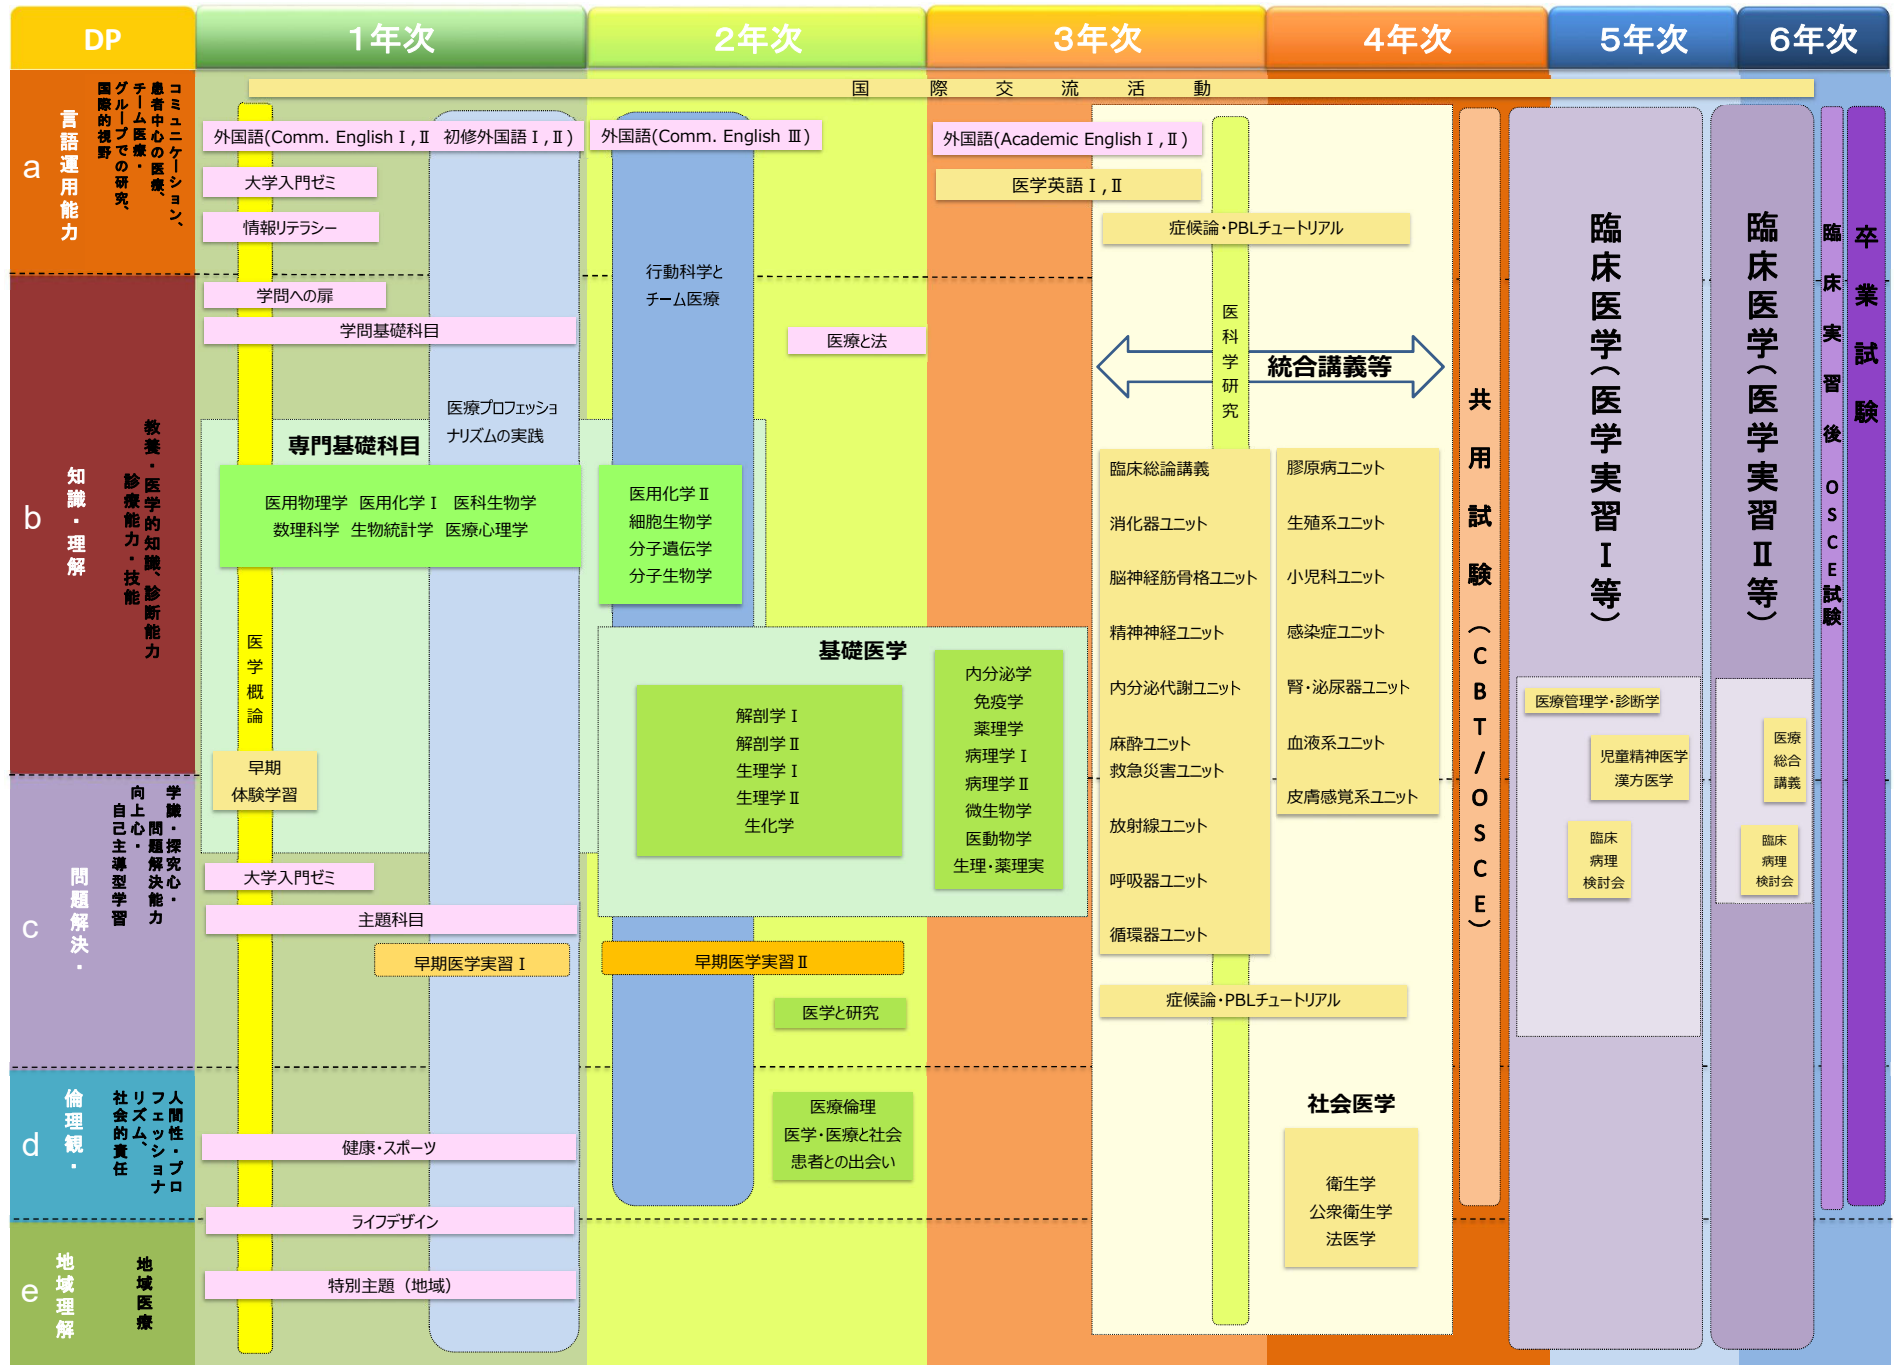 DP
1年次
2年次
3年次
4年次
5年次
6年次
国際交流活動
a
言語運用能力
コミュニケーション、
患者中心の医療、
チーム医療・
グループでの研究、
国際的視野
外国語(Comm. English Ⅰ,Ⅱ 初修外国語Ⅰ,Ⅱ)
大学入門ゼミ
情報リテラシー
外国語(Comm. English Ⅲ)
外国語(Academic English Ⅰ,Ⅱ)
医学英語Ⅰ,Ⅱ
症候論・PBLチュートリアル
b
知識・理解
教養・医学的知識、診断能力
診療能力・技能
学問への扉
学問基礎科目
医療プロフェッショ
ナリズムの実践
専門基礎科目
医用物理学 医用化学Ⅰ 医科生物学
数理科学 生物統計学 医療心理学
医学概論
早期
体験学習
行動科学と
チーム医療
医療と法
医用化学Ⅱ
細胞生物学
分子遺伝学
分子生物学
基礎医学
解剖学Ⅰ
解剖学Ⅱ
生理学Ⅰ
生理学Ⅱ
生化学
内分泌学
免疫学
薬理学
病理学Ⅰ
病理学Ⅱ
微生物学
医動物学
生理・薬理実
医科学研究
統合講義等
臨床総論講義
消化器ユニット
脳神経筋骨格ユニット
精神神経ユニット
内分泌代謝ユニット
麻酔ユニット
救急災害ユニット
放射線ユニット
呼吸器ユニット
循環器ユニット
膠原病ユニット
生殖系ユニット
小児科ユニット
感染症ユニット
腎・泌尿器ユニット
血液系ユニット
皮膚感覚系ユニット
共用試験(CBT/OSCE)
臨床医学(医学実習Ⅰ等)
医療管理学・診断学
児童精神医学
漢方医学
臨床
病理
検討会
臨床医学(医学実習Ⅱ等)
医療
総合
講義
臨床
病理
検討会
臨床実習後OSCE試験
卒業試験
c
問題解決・
学識・探究心・
問題解決能力
向上心・
自己主導型学習
大学入門ゼミ
主題科目
早期医学実習Ⅰ
早期医学実習Ⅱ
医学と研究
症候論・PBLチュートリアル
d
倫理観・
人間性・プロ
フェッショナ
リズム、
社会的責任
健康・スポーツ
ライフデザイン
医療倫理
医学・医療と社会
患者との出会い
社会医学
衛生学
公衆衛生学
法医学
e
地域理解
地域医療
特別主題(地域)